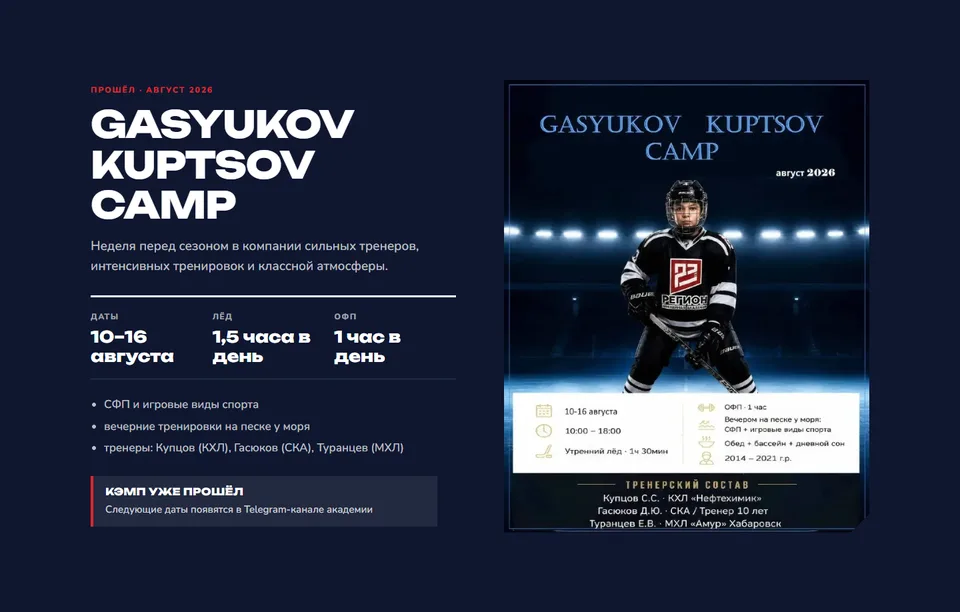 ПРОШЁЛ · АВГУСТ 2026
GASYUKOV
KUPTSOV
CAMP
Неделя перед сезоном в компании сильных тренеров,
интенсивных тренировок и классной атмосферы.
ДАТЫ
10–16
августа
ЛЁД
1,5 часа в
день
ОФП
1 час в
день
• СФП и игровые виды спорта
• вечерние тренировки на песке у моря
• тренеры: Купцов (КХЛ), Гасюков (СКА), Туранцев (МХЛ)
КЭМП УЖЕ ПРОШЁЛ
Следующие даты появятся в Telegram-канале академии
GASYUKOV KUPTSOV
CAMP
август 2026
23
РЕГИОН
BAUER
10-16 августа
10:00 – 18:00
Утренний лёд · 1ч 30мин
ОФП · 1 час
Вечером на песке у моря:
СФП + игровые виды спорта
Обед + бассейн + дневной сон
2014 – 2021 г.р.
ТРЕНЕРСКИЙ СОСТАВ
Купцов С.С. · КХЛ «Нефтехимик»
Гасюков Д.Ю. · СКА / Тренер 10 лет
Туранцев Е.В. · МХЛ «Амур» Хабаровск